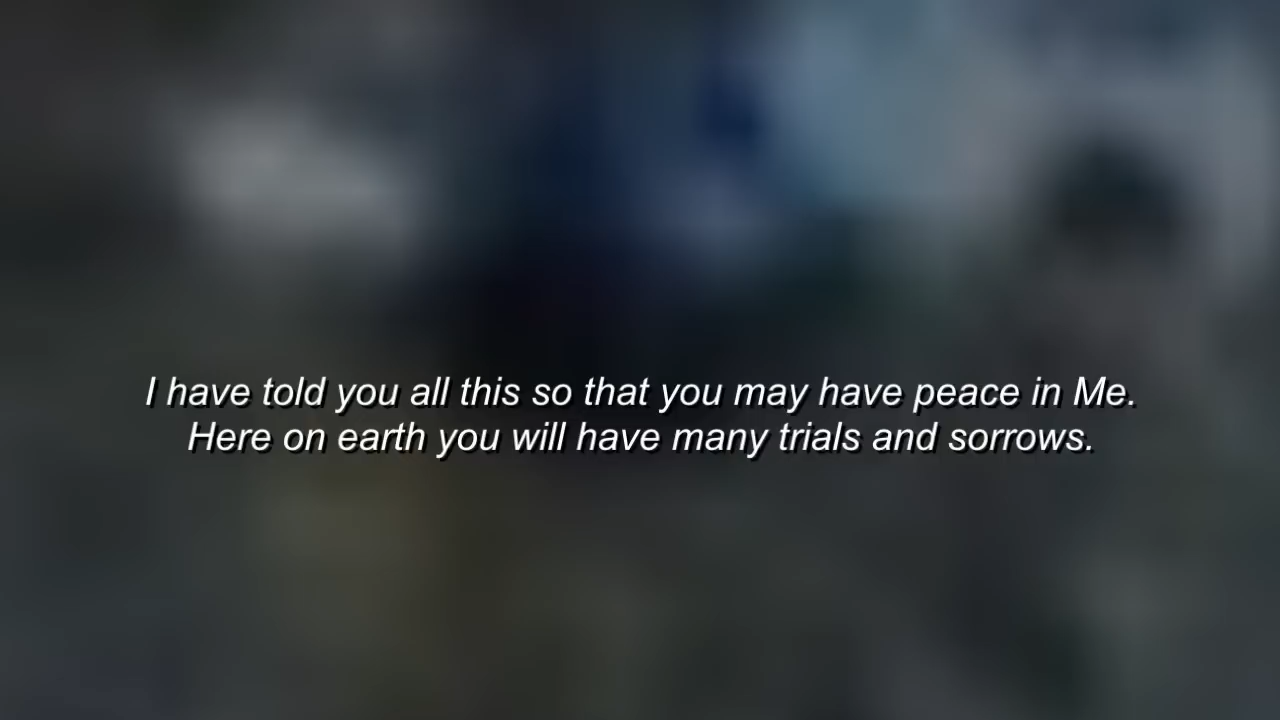 I have told you all this so that you may have peace in Me.
Here on earth you will have many trials and sorrows.